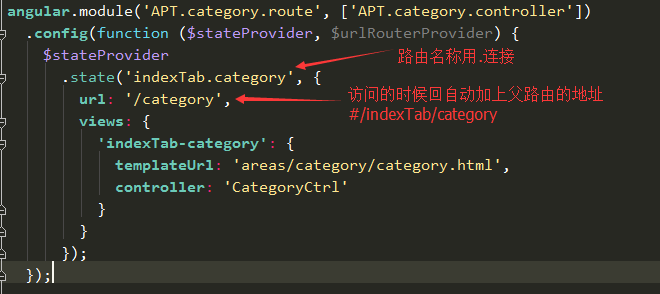 angular.module('APT.category.route', ['APT.category.controller'])
.config(function ($stateProvider, $urlRouterProvider) {
$stateProvider
路由名称用.连接
.state('indexTab.category', {
url: '/category',
访问的时候回自动加上父路由的地址
#/indexTab/category
views: {
'indexTab-category': {
templateUrl: 'areas/category/category.html',
controller: 'CategoryCtrl'
}
}
});
});